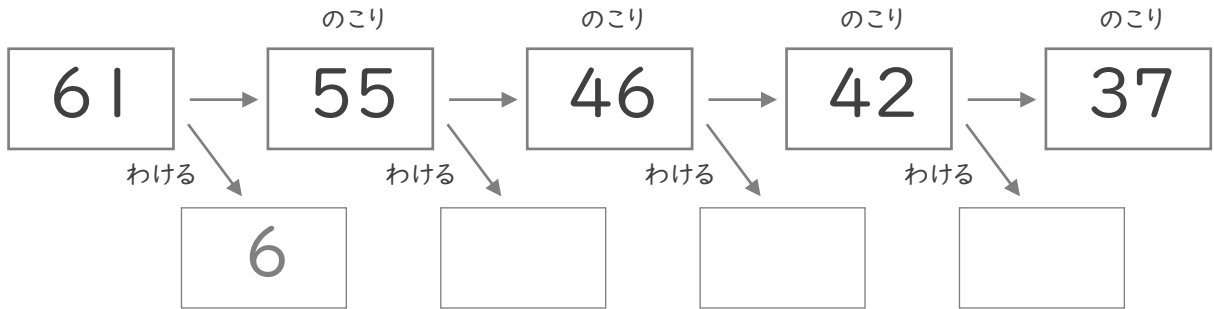 のこり のこり のこり のこり
61 55 46 42 37
わける わける わける わける
6